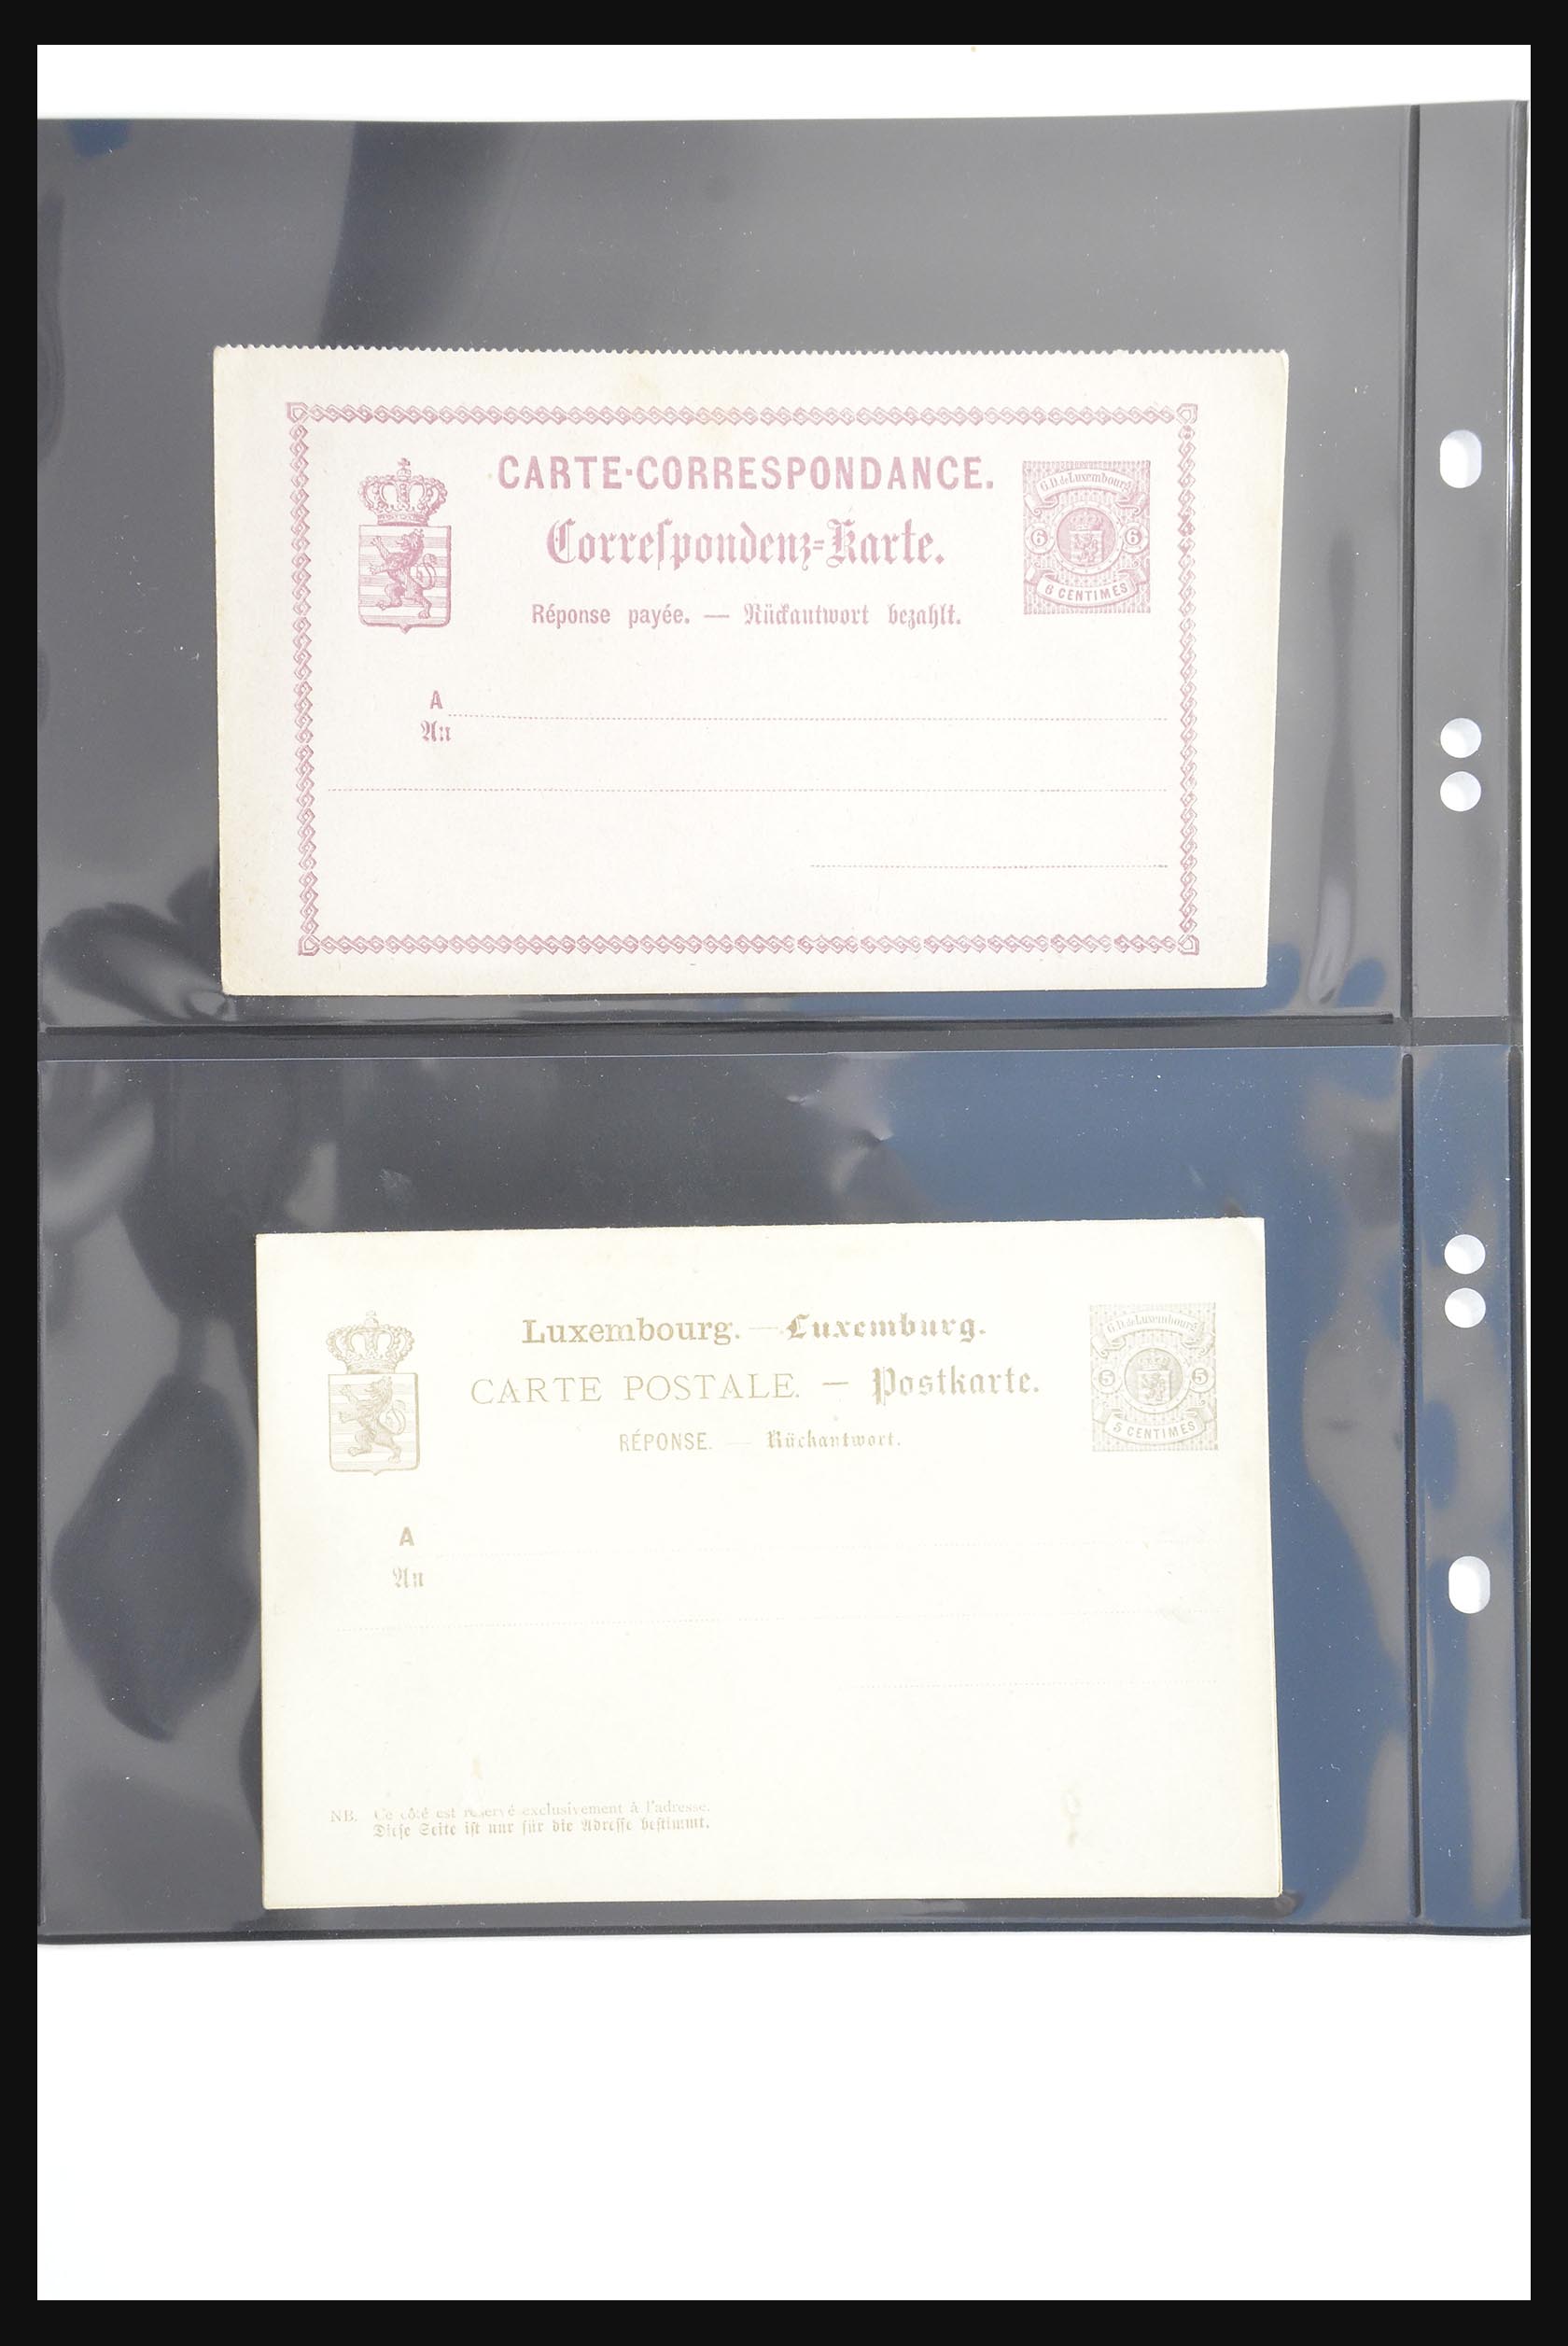 CARTE-CORRESPONDANCE.
G.D. de Luxembourg
Correſpondenz=Karte.
6 6
6 CENTIMES
Réponse payée. — Rückantwort bezahlt.
A
An
Luxembourg. — Luxemburg.
G.D. de Luxembourg
CARTE POSTALE. — Postkarte.
5 5
5 CENTIMES
RÉPONSE. — Rückantwort.
A
An
NB. Ce côté est reservé exclusivement à l'adresse.
Dieſe Seite iſt nur für die Adreſſe beſtimmt.